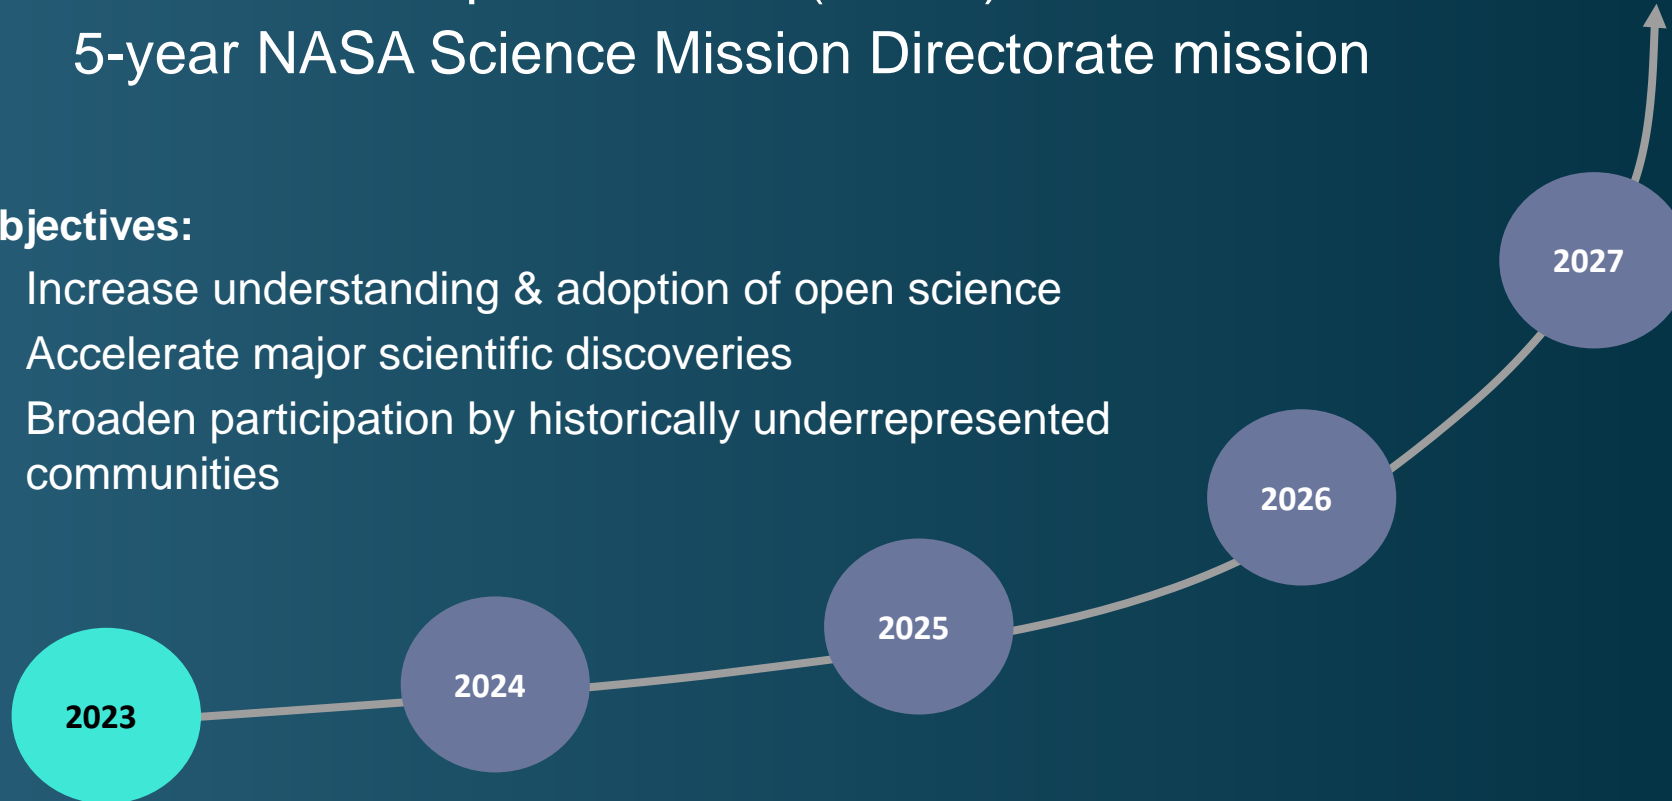 5-year NASA Science Mission Directorate mission
bjectives:
Increase understanding & adoption of open science
Accelerate major scientific discoveries
Broaden participation by historically underrepresented
communities
2027
2026
2025
2024
2023